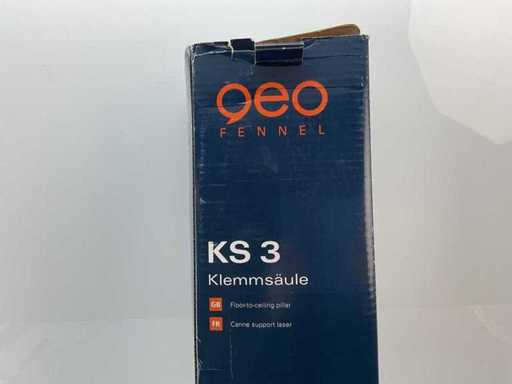 geo
FENNEL
KS 3
Klemmsäule
GB Floor-to-ceiling pillar
FR Canne support laser